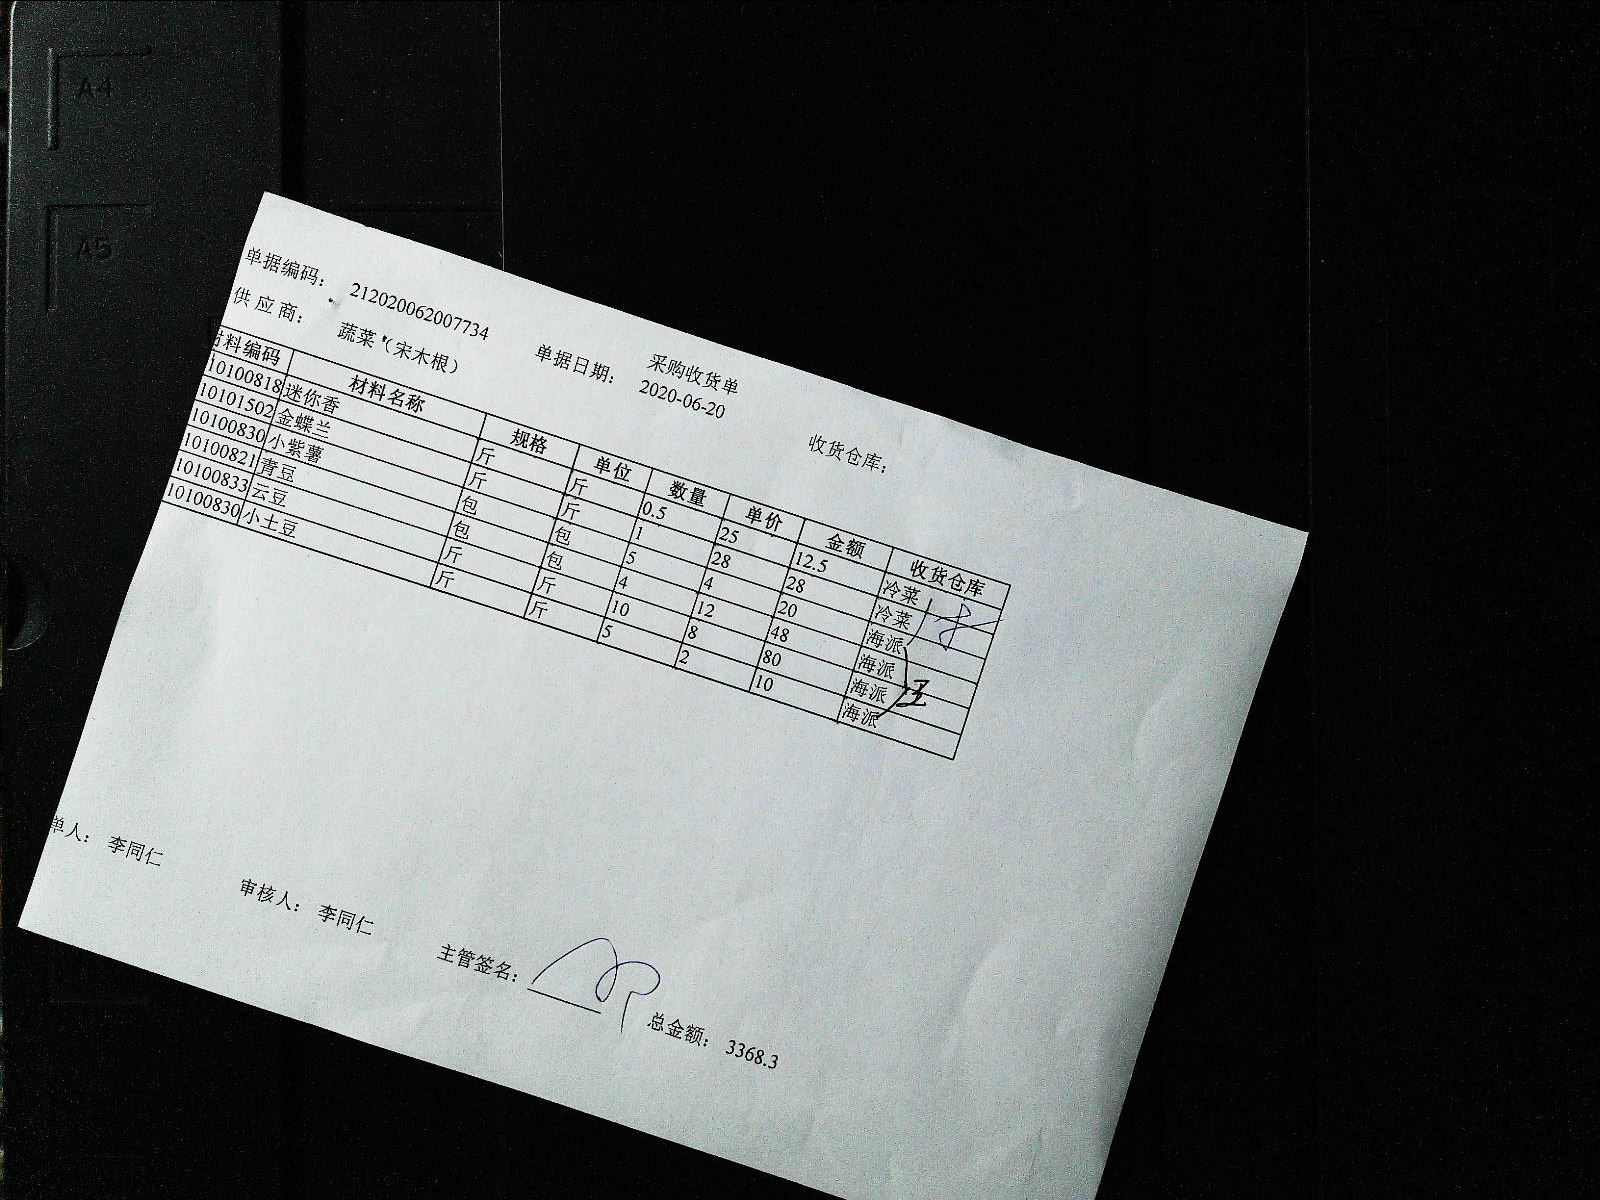 A4
A5
采购收货单
单据编码： 212020062007734 单据日期： 2020-06-20 收货仓库：
供应商： 蔬菜（宋木根）
材料编码 材料名称 规格 单位 数量 单价 金额 收货仓库
10100818 迷你香 斤 斤 0.5 25 12.5 冷菜
10101502 金蝶兰 斤 斤 1 28 28 冷菜
10100830 小紫薯 包 包 5 4 20 海派
10100821 青豆 包 包 4 12 48 海派
10100833 云豆 斤 斤 10 8 80 海派
10100830 小土豆 斤 斤 5 2 10 海派
单人： 李同仁 审核人： 李同仁 主管签名： 总金额： 3368.3